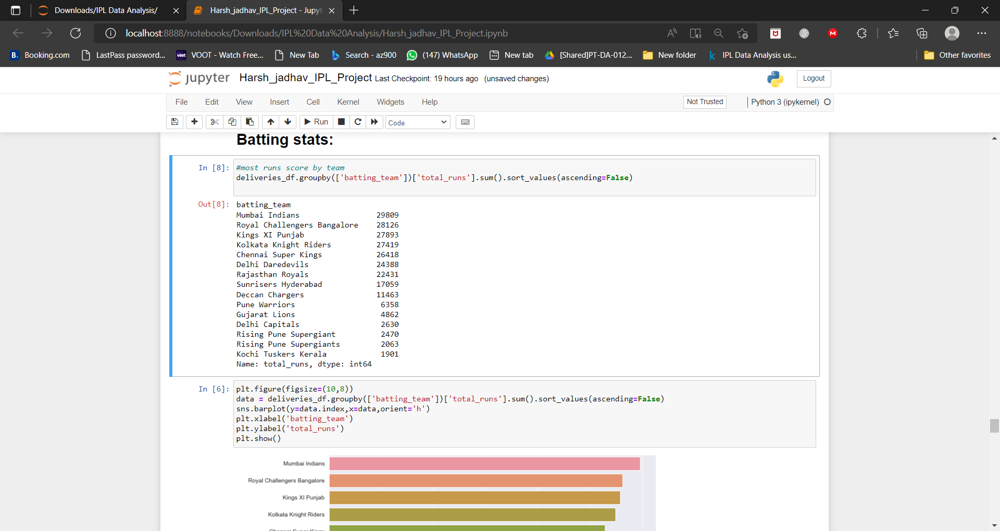 Downloads/IPL Data Analysis/
Harsh_jadhav_IPL_Project - Jupyt
localhost:8888/notebooks/Downloads/IPL%20Data%20Analysis/Harsh_jadhav_IPL_Project.ipynb
B. Booking.com LastPass password... voot VOOT - Watch Free... New Tab Search - az900 (147) WhatsApp New tab [Shared]PT-DA-012... New folder k IPL Data Analysis us... Other favorites
jupyter Harsh_jadhav_IPL_Project Last Checkpoint: 19 hours ago (unsaved changes) Logout
File Edit View Insert Cell Kernel Widgets Help Not Trusted Python 3 (ipykernel)
Run Code
Batting stats:
In [8]: #most runs score by team
deliveries_df.groupby(['batting_team'])['total_runs'].sum().sort_values(ascending=False)
Out[8]: batting_team
Mumbai Indians 29809
Royal Challengers Bangalore 28126
Kings XI Punjab 27893
Kolkata Knight Riders 27419
Chennai Super Kings 26418
Delhi Daredevils 24388
Rajasthan Royals 22431
Sunrisers Hyderabad 17059
Deccan Chargers 11463
Pune Warriors 6358
Gujarat Lions 4862
Delhi Capitals 2630
Rising Pune Supergiant 2470
Rising Pune Supergiants 2063
Kochi Tuskers Kerala 1901
Name: total_runs, dtype: int64
In [6]: plt.figure(figsize=(10,8))
data = deliveries_df.groupby(['batting_team'])['total_runs'].sum().sort_values(ascending=False)
sns.barplot(y=data.index,x=data,orient='h')
plt.xlabel('batting_team')
plt.ylabel('total_runs')
plt.show()
Mumbai Indians
Royal Challengers Bangalore
Kings XI Punjab
Kolkata Knight Riders
Chennai Super Kings